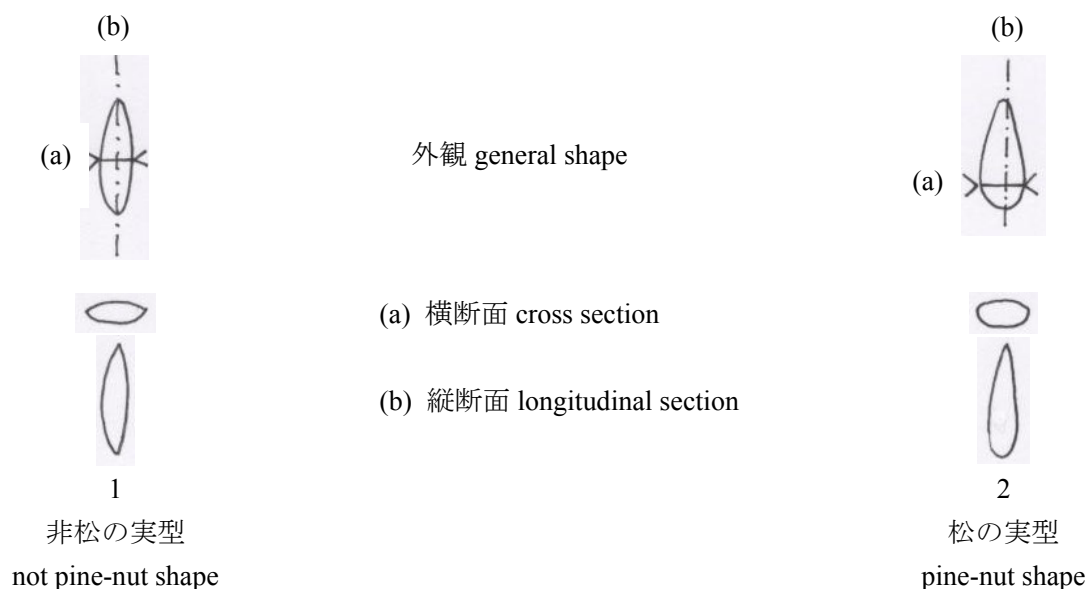 (b) (b)
(a) 外観 general shape (a)
(a) 横断面 cross section
(b) 縦断面 longitudinal section
1 2
非松の実型 松の実型
not pine-nut shape pine-nut shape